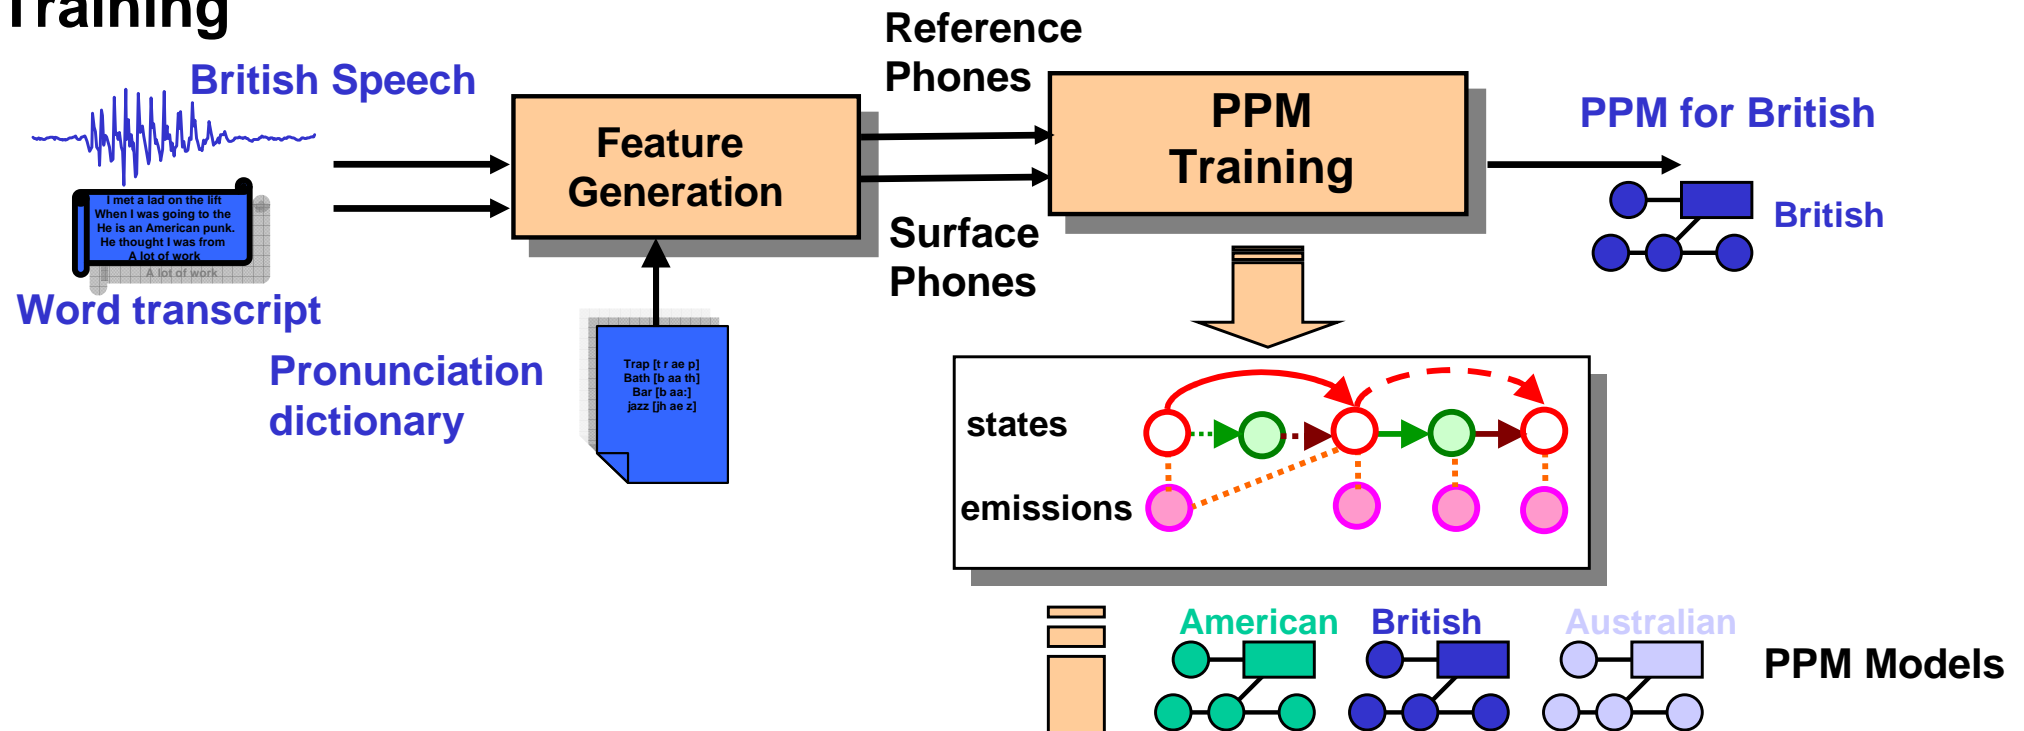 Training
British Speech
I met a lad on the lift
When I was going to the
He is an American punk.
He thought I was from
A lot of work
A lot of work
Word transcript
Pronunciation
dictionary
Trap [t r ae p]
Bath [b aa th]
Bar [b aa:]
jazz [jh ae z]
Feature
Generation
Reference
Phones
Surface
Phones
PPM
Training
PPM for British
British
states
emissions
American
British
Australian
PPM Models